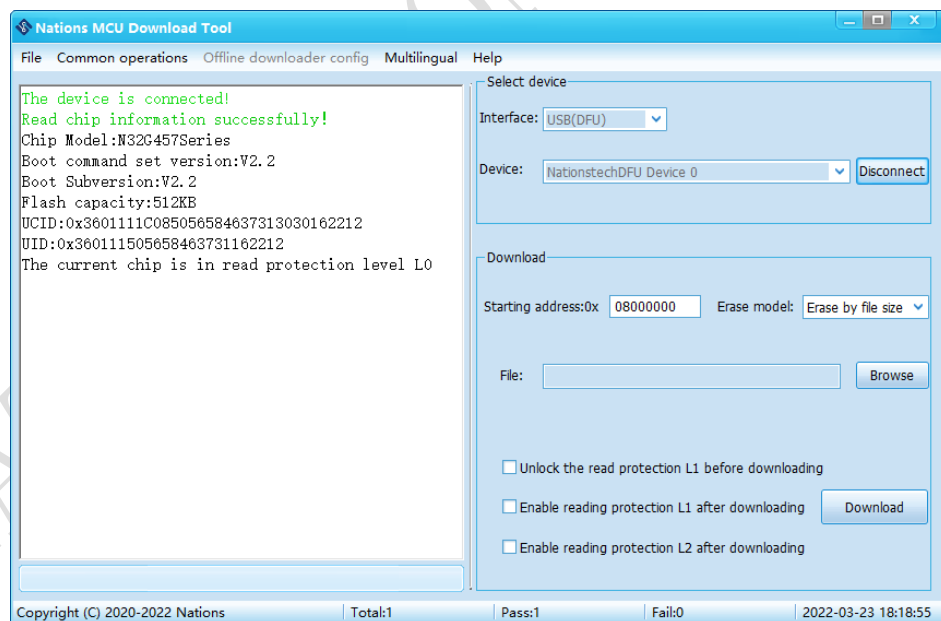 Nations MCU Download Tool
File Common operations Offline downloader config Multilingual Help
The device is connected!
Read chip information successfully!
Chip Model:N32G457Series
Boot command set version:V2.2
Boot Subversion:V2.2
Flash capacity:512KB
UCID:0x3601111C085056584637313030162212
UID:0x360111505658463731162212
The current chip is in read protection level L0
Select device
Interface: USB(DFU)
Device: NationstechDFU Device 0 Disconnect
Download
Starting address:0x 08000000 Erase model: Erase by file size
File: Browse
Unlock the read protection L1 before downloading
Enable reading protection L1 after downloading Download
Enable reading protection L2 after downloading
Copyright (C) 2020-2022 Nations Total:1 Pass:1 Fail:0 2022-03-23 18:18:55